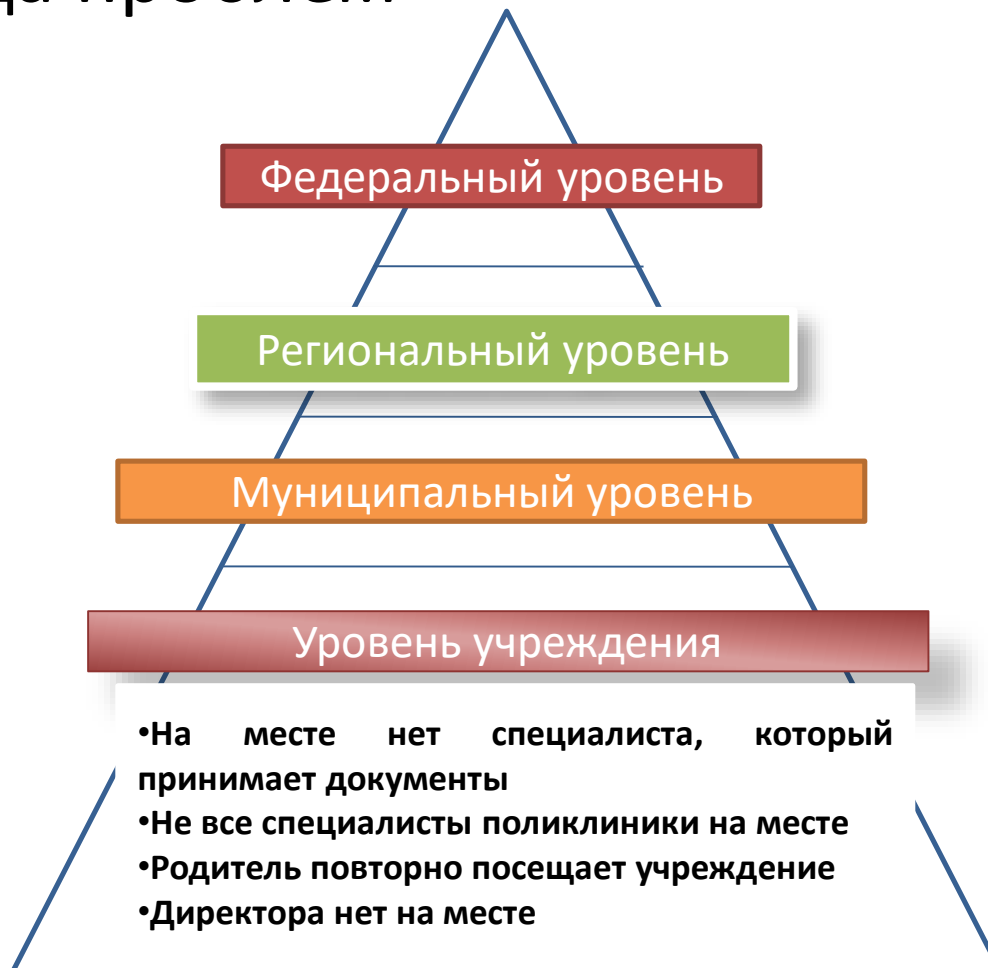 Федеральный уровень
Региональный уровень
Муниципальный уровень
Уровень учреждения
•На месте нет специалиста, который
принимает документы
•Не все специалисты поликлиники на месте
•Родитель повторно посещает учреждение
•Директора нет на месте